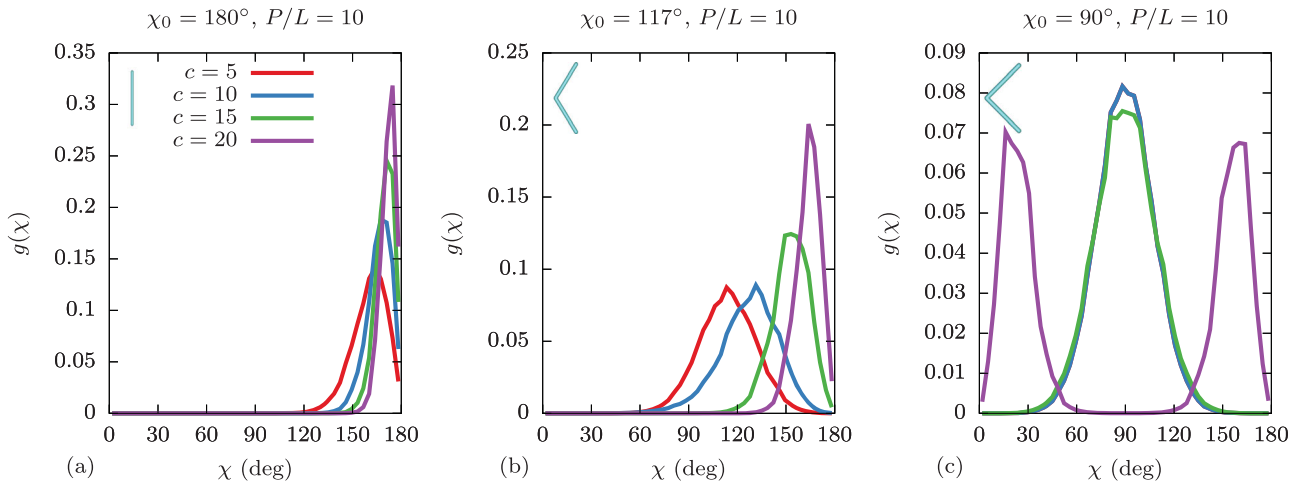 χ₀ = 180°, P/L = 10
0.35
0.3
0.25
0.2
0.15
0.1
0.05
0
c = 5
c = 10
c = 15
c = 20
g(χ)
0 30 60 90 120 150 180
(a) χ (deg)
χ₀ = 117°, P/L = 10
0.25
0.2
0.15
0.1
0.05
0
g(χ)
0 30 60 90 120 150 180
(b) χ (deg)
χ₀ = 90°, P/L = 10
0.09
0.08
0.07
0.06
0.05
0.04
0.03
0.02
0.01
0
g(χ)
0 30 60 90 120 150 180
(c) χ (deg)